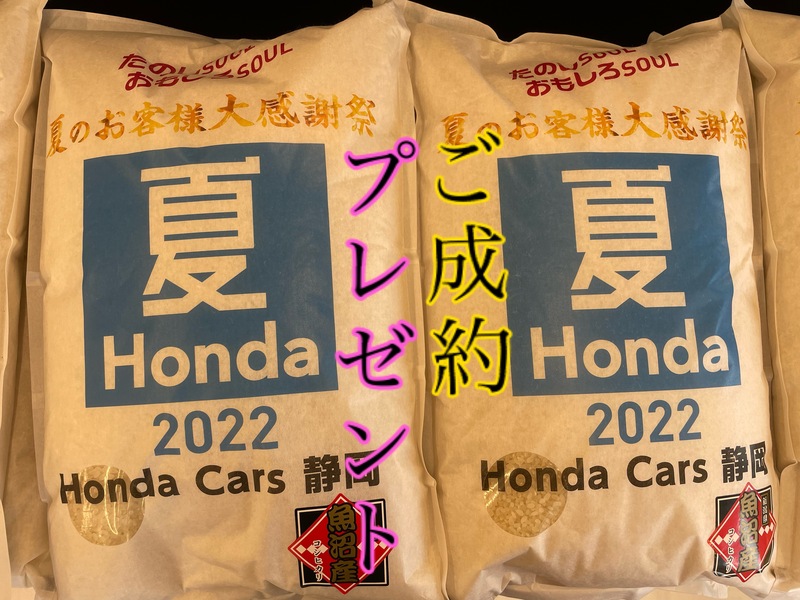 たのしSOUL
おもしろSOUL
夏のお客様大感謝祭
夏
Honda
2022
Honda Cars 静岡
魚沼産
コシヒカリ
ご成約
プレゼント
たのしSOUL
おもしろSOUL
夏のお客様大感謝祭
夏
Honda
2022
Honda Cars 静岡
新潟県
魚沼産
コシヒカリ